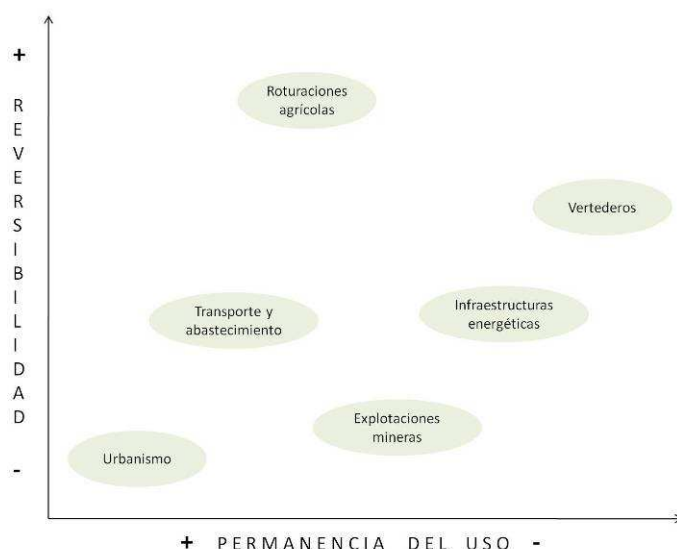 +
REVERSIBILIDAD
-
Roturaciones
agrícolas
Vertederos
Transporte y
abastecimiento
Infraestructuras
energéticas
Explotaciones
mineras
Urbanismo
+ PERMANENCIA DEL USO -